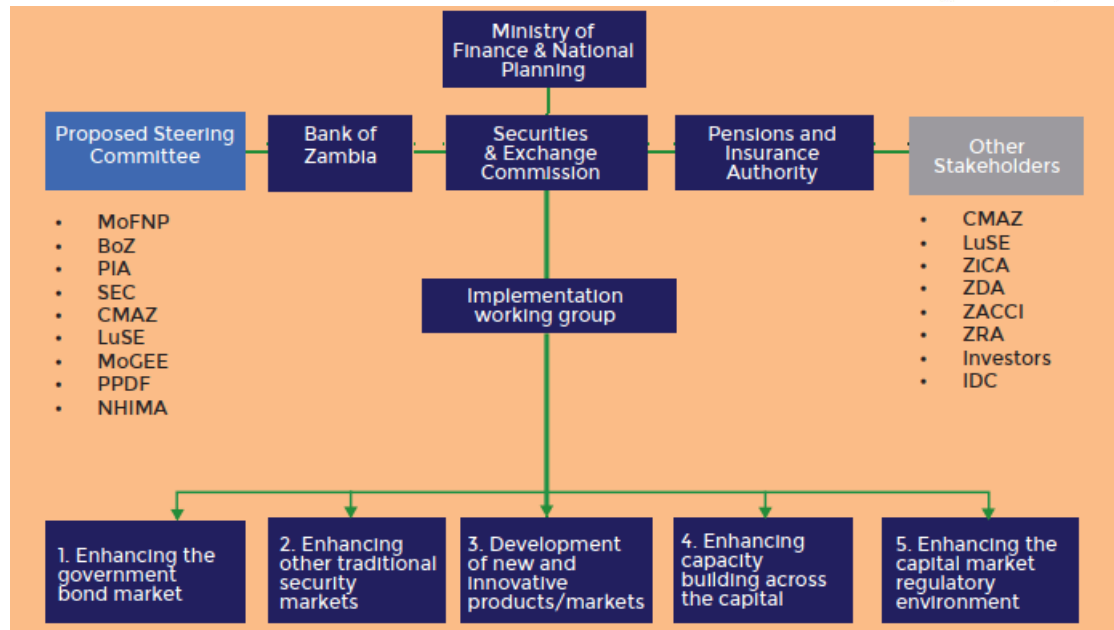 Ministry of
Finance & National
Planning
Proposed Steering
Committee
Bank of
Zambia
Securities
& Exchange
Commission
Pensions and
Insurance
Authority
Other
Stakeholders
• MoFNP
• BoZ
• PIA
• SEC
• CMAZ
• LuSE
• MoGEE
• PPDF
• NHIMA
• CMAZ
• LuSE
• ZiCA
• ZDA
• ZACCI
• ZRA
• Investors
• IDC
Implementation
working group
1. Enhancing the
government
bond market
2. Enhancing
other traditional
security
markets
3. Development
of new and
innovative
products/markets
4. Enhancing
capacity
building across
the capital
5. Enhancing the
capital market
regulatory
environment